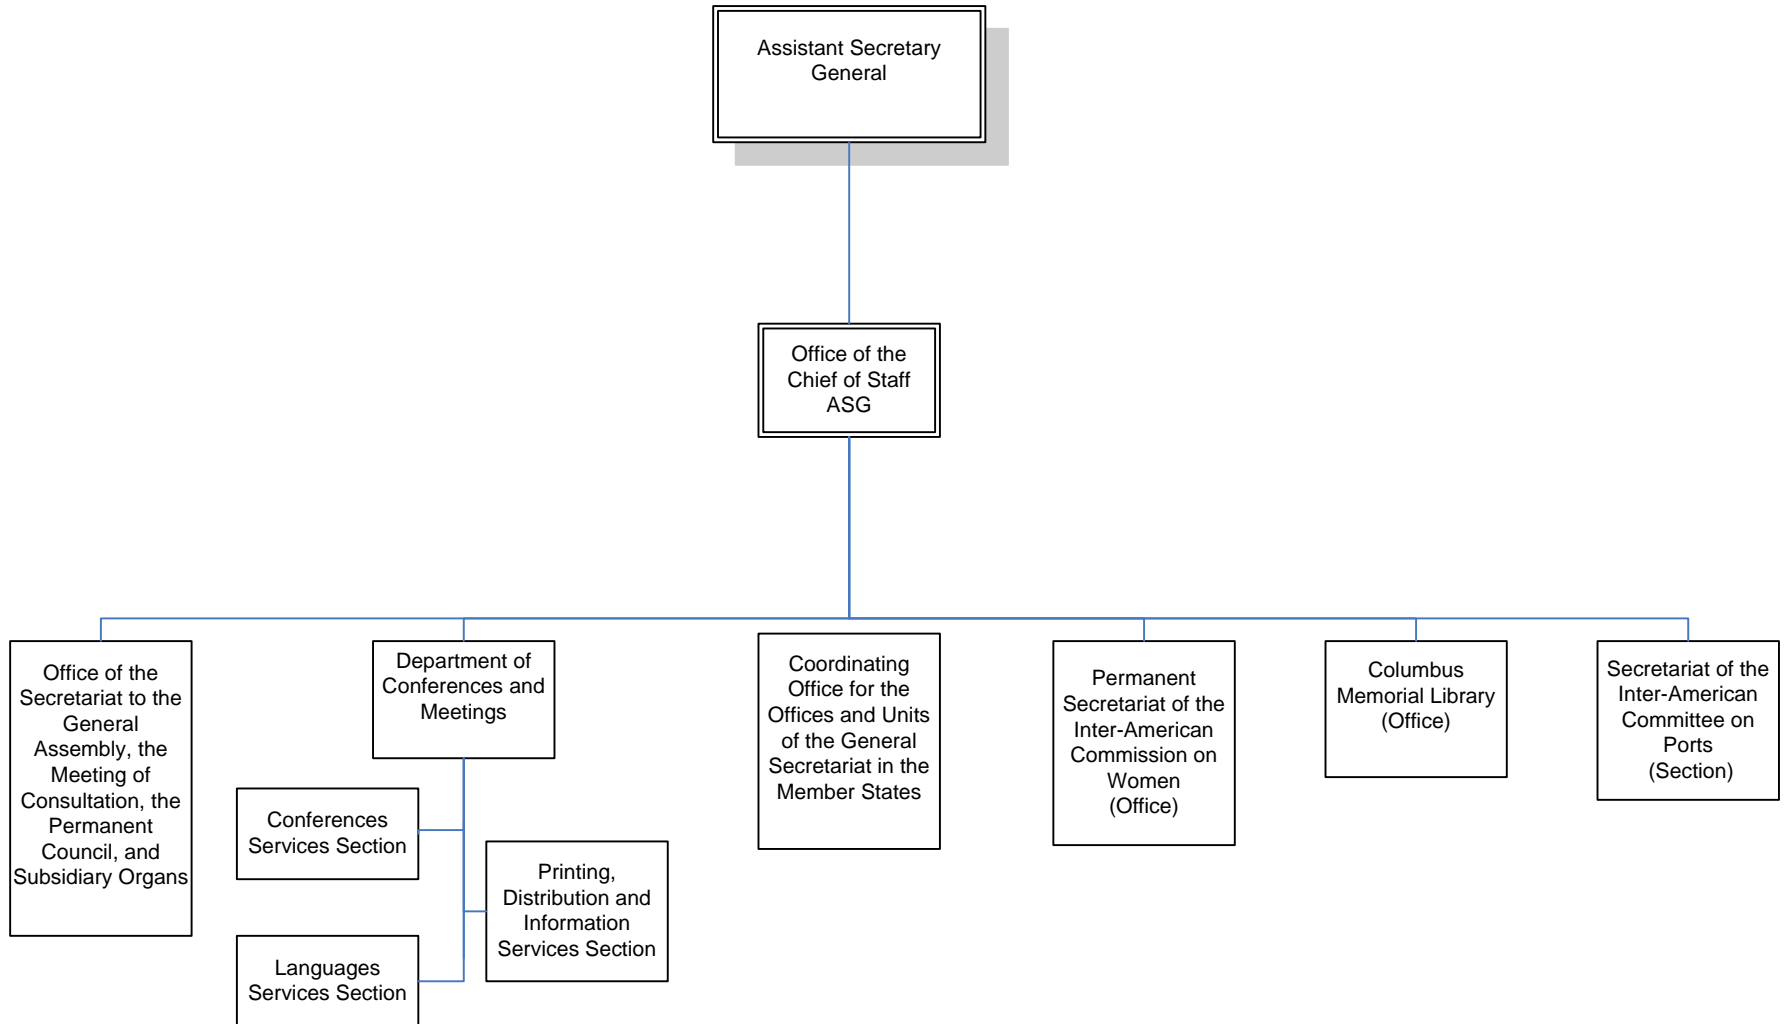 Assistant Secretary
General
Office of the
Chief of Staff
ASG
Office of the
Secretariat to the
General
Assembly, the
Meeting of
Consultation, the
Permanent
Council, and
Subsidiary Organs
Department of
Conferences and
Meetings
Conferences
Services Section
Printing,
Distribution and
Information
Services Section
Languages
Services Section
Coordinating
Office for the
Offices and Units
of the General
Secretariat in the
Member States
Permanent
Secretariat of the
Inter-American
Commission on
Women
(Office)
Columbus
Memorial Library
(Office)
Secretariat of the
Inter-American
Committee on
Ports
(Section)